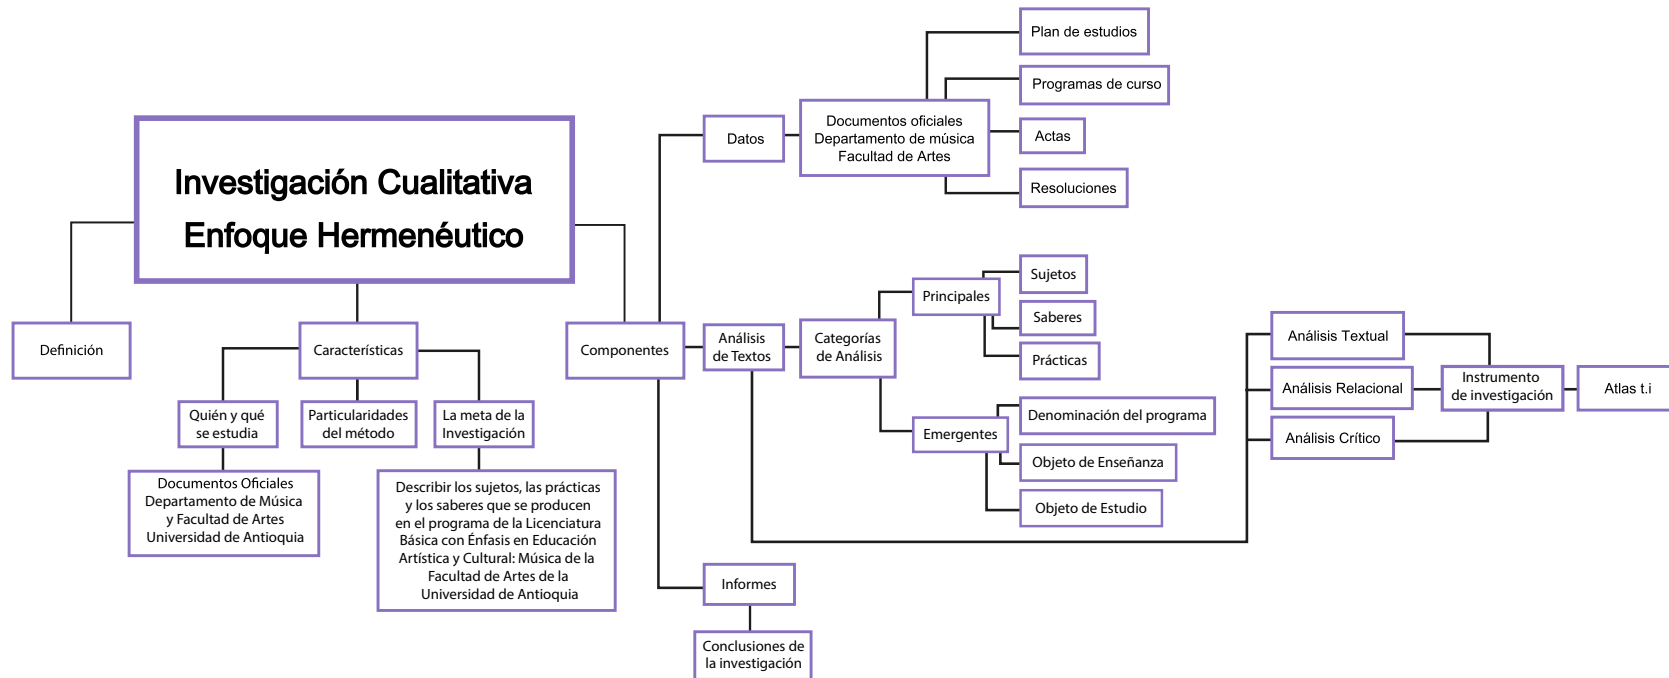 Investigación Cualitativa
Enfoque Hermenéutico
Definición
Características
Quién y qué
se estudia
Documentos Oficiales
Departamento de Música
y Facultad de Artes
Universidad de Antioquia
Particularidades
del método
La meta de la
Investigación
Describir los sujetos, las prácticas
y los saberes que se producen
en el programa de la Licenciatura
Básica con Énfasis en Educación
Artística y Cultural: Música de la
Facultad de Artes de la
Universidad de Antioquia
Componentes
Datos
Documentos oficiales
Departamento de música
Facultad de Artes
Plan de estudios
Programas de curso
Actas
Resoluciones
Análisis
de Textos
Categorías
de Análisis
Principales
Sujetos
Saberes
Prácticas
Emergentes
Denominación del programa
Objeto de Enseñanza
Objeto de Estudio
Análisis Textual
Análisis Relacional
Análisis Crítico
Instrumento
de investigación
Atlas t.i
Informes
Conclusiones de
la investigación